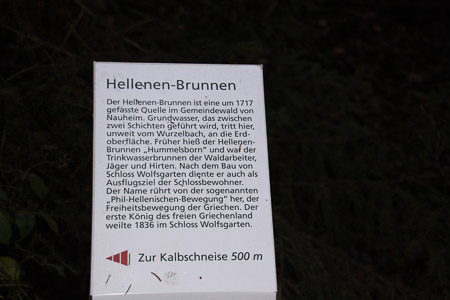 Hellenen-Brunnen
Der Hellenen-Brunnen ist eine um 1717
gefasste Quelle im Gemeindewald von
Nauheim. Grundwasser, das zwischen
zwei Schichten geführt wird, tritt hier,
unweit vom Wurzelbach, an die Erd-
oberfläche. Früher hieß der Hellenen-
Brunnen „Hummelsborn" und war der
Trinkwasserbrunnen der Waldarbeiter,
Jäger und Hirten. Nach dem Bau von
Schloss Wolfsgarten diente er auch als
Ausflugsziel der Schlossbewohner.
Der Name rührt von der sogenannten
„Phil-Hellenischen-Bewegung" her, der
Freiheitsbewegung der Griechen. Der
erste König des freien Griechenland
weilte 1836 im Schloss Wolfsgarten.
Zur Kalbschneise 500 m